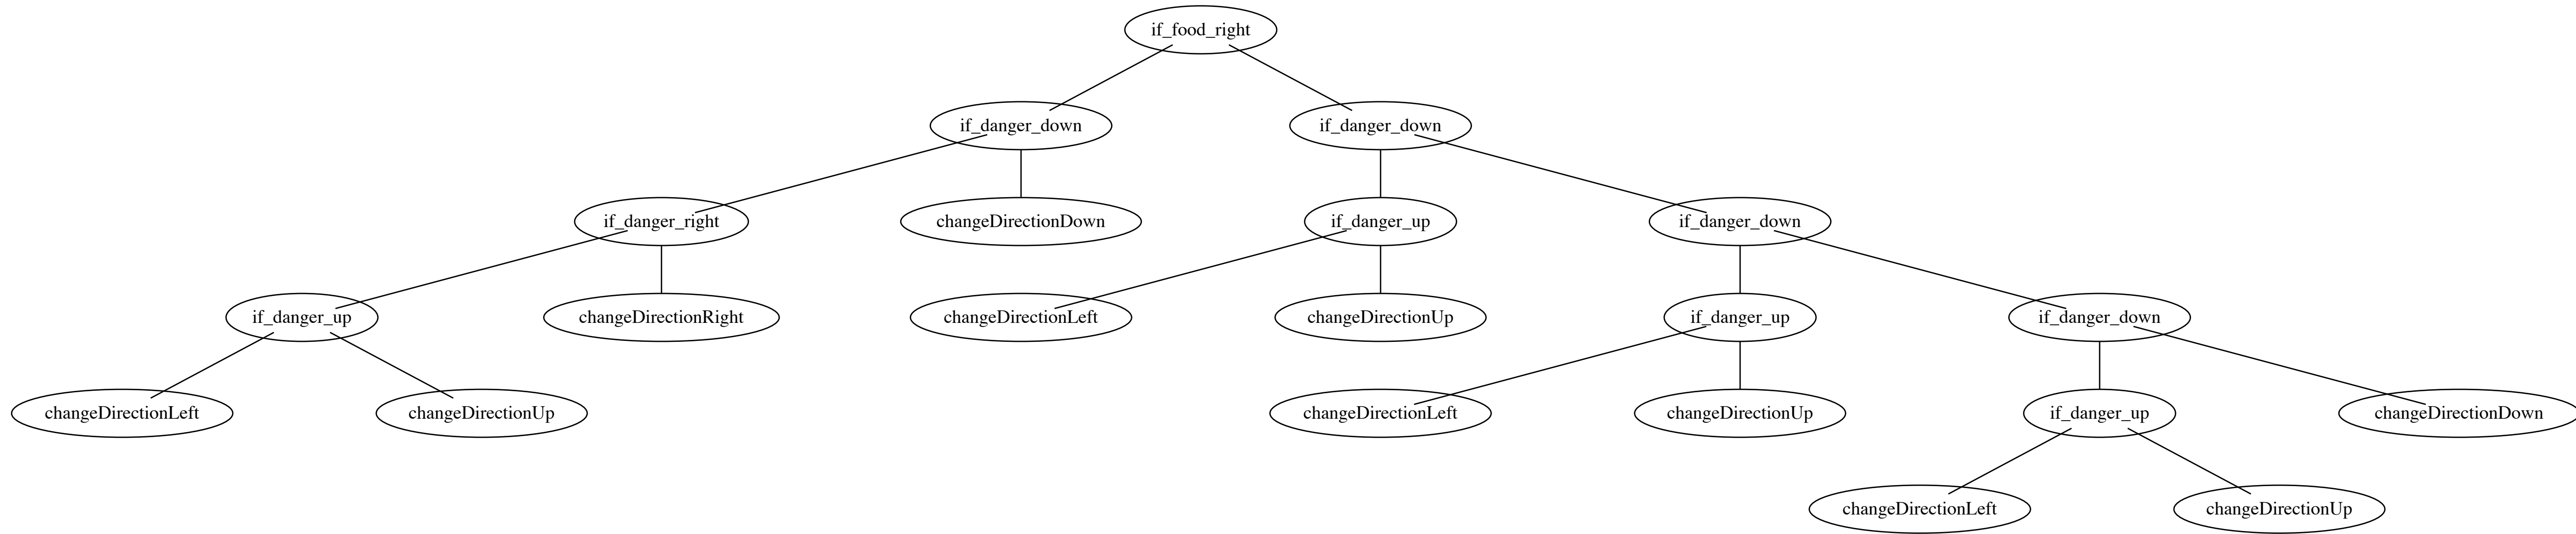 if_food_right
if_danger_down
if_danger_down
if_danger_right
changeDirectionDown
if_danger_up
if_danger_down
if_danger_up
changeDirectionRight
changeDirectionLeft
changeDirectionUp
if_danger_up
if_danger_down
changeDirectionLeft
changeDirectionUp
changeDirectionLeft
changeDirectionUp
if_danger_up
changeDirectionDown
changeDirectionLeft
changeDirectionUp